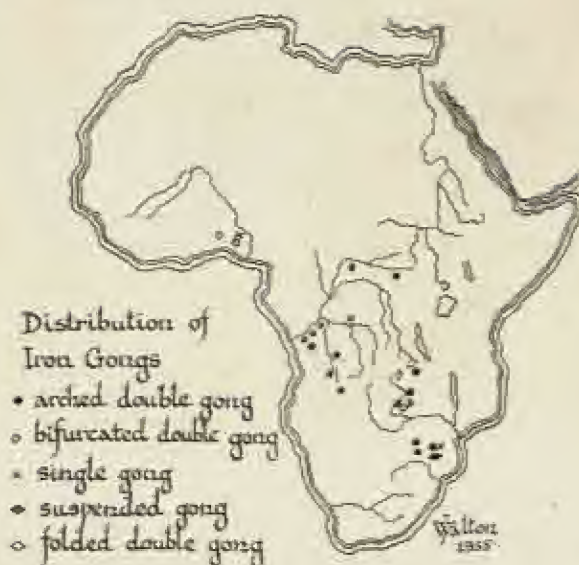 Distribution of
Iron Gongs
arched double gong
bifurcated double gong
single gong
suspended gong
folded double gong
Walton
1955.